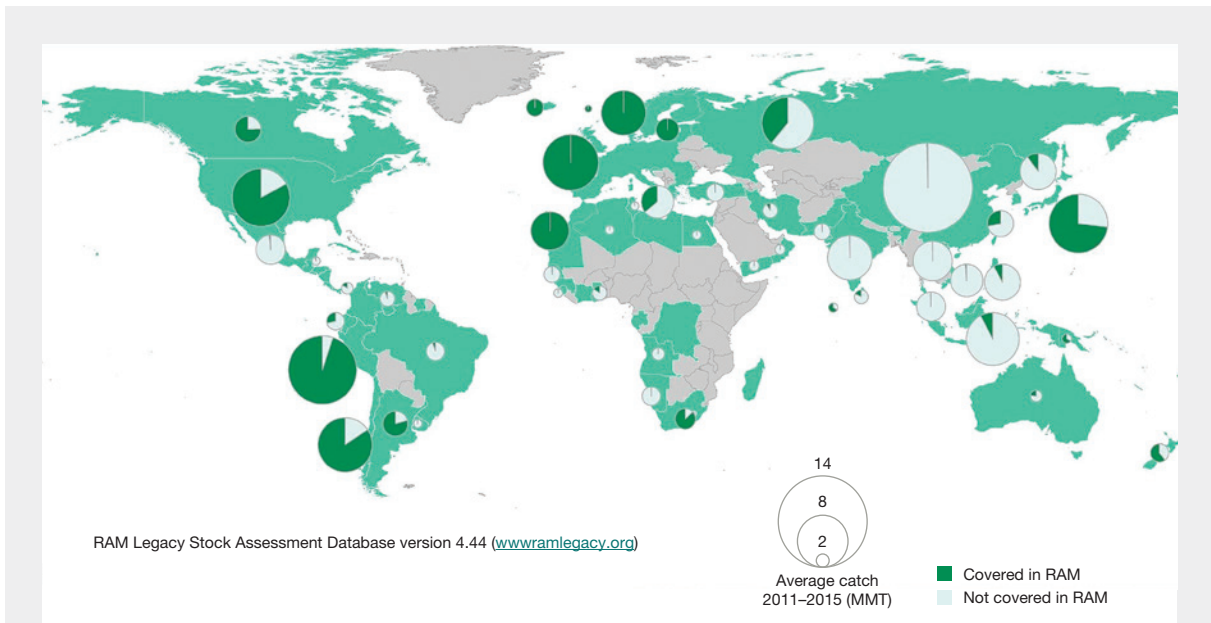 14
8
2
RAM Legacy Stock Assessment Database version 4.44 (wwwramlegacy.org)
Average catch
2011–2015 (MMT)
Covered in RAM
Not covered in RAM